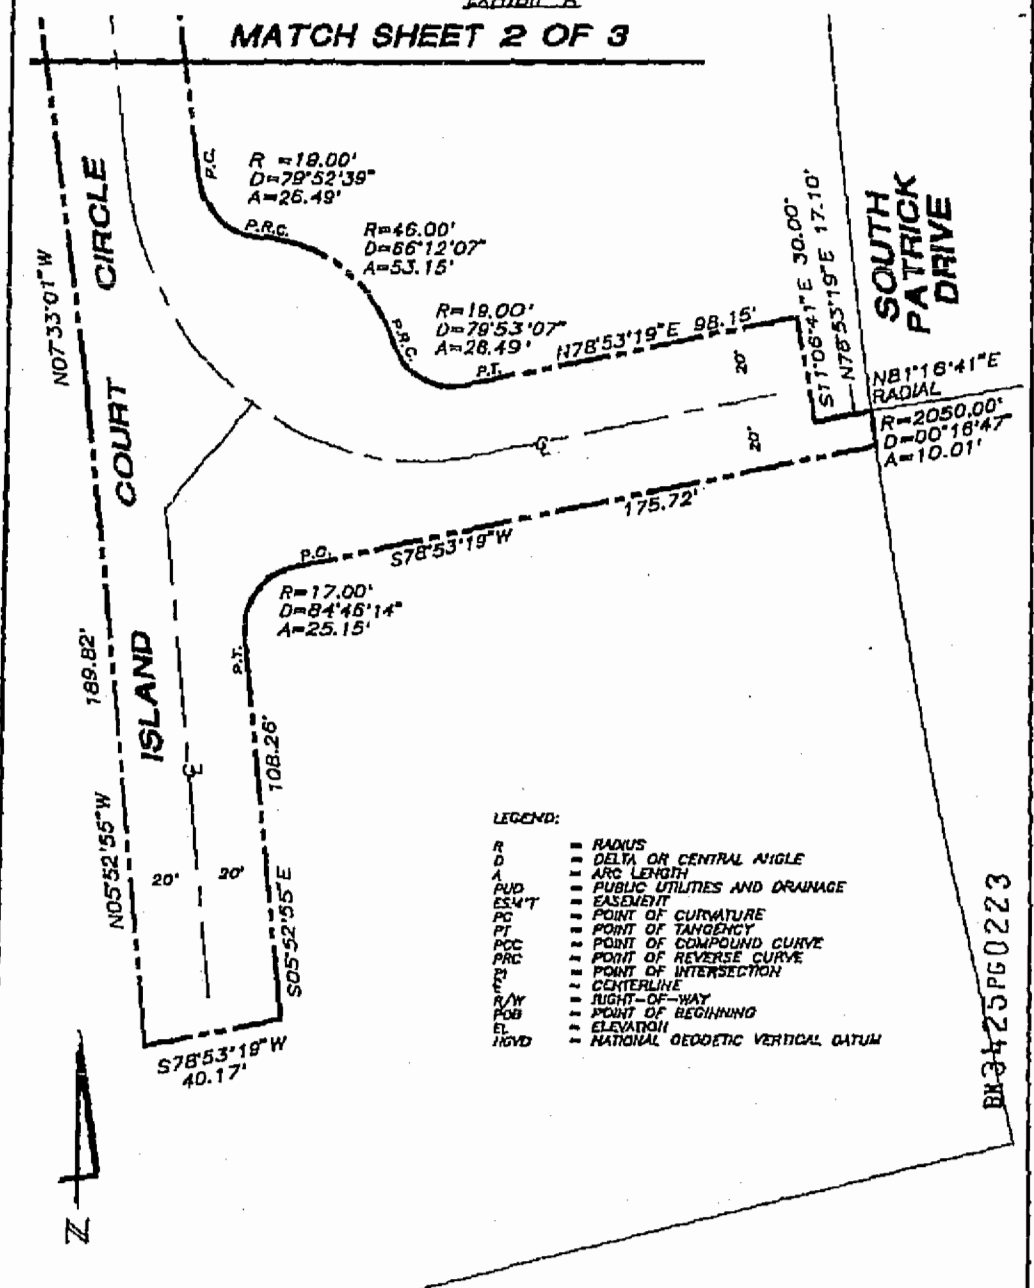 MATCH SHEET 2 OF 3
R =19.00'
D=79°52'39"
A=26.49'
P.C.
P.R.C.
R=46.00'
D=66°12'07"
A=53.15'
P.R.C.
R=19.00'
D=79°53'07"
A=26.49'
P.T.
N78°53'19"E 98.15'
20'
20'
S11°06'41"E 30.00'
N78°53'19"E 17.10'
SOUTH
PATRICK
DRIVE
N81°16'41"E
RADIAL
R=2050.00'
D=00°16'47"
A=10.01'
175.72'
S78°53'19"W
P.C.
R=17.00'
D=84°46'14"
A=25.15'
P.T.
N07°33'01"W
ISLAND COURT CIRCLE
189.82'
108.26'
N05°52'55"W
20'
20'
S05°52'55"E
S78°53'19"W
40.17'
LEGEND:
R = RADIUS
D = DELTA OR CENTRAL ANGLE
A = ARC LENGTH
PUD = PUBLIC UTILITIES AND DRAINAGE
ESM'T = EASEMENT
PC = POINT OF CURVATURE
PT = POINT OF TANGENCY
PCC = POINT OF COMPOUND CURVE
PRC = POINT OF REVERSE CURVE
PI = POINT OF INTERSECTION
℄ = CENTERLINE
R/W = RIGHT-OF-WAY
POB = POINT OF BEGINNING
EL = ELEVATION
NGVD = NATIONAL GEODETIC VERTICAL DATUM
BK3425PG0223
N